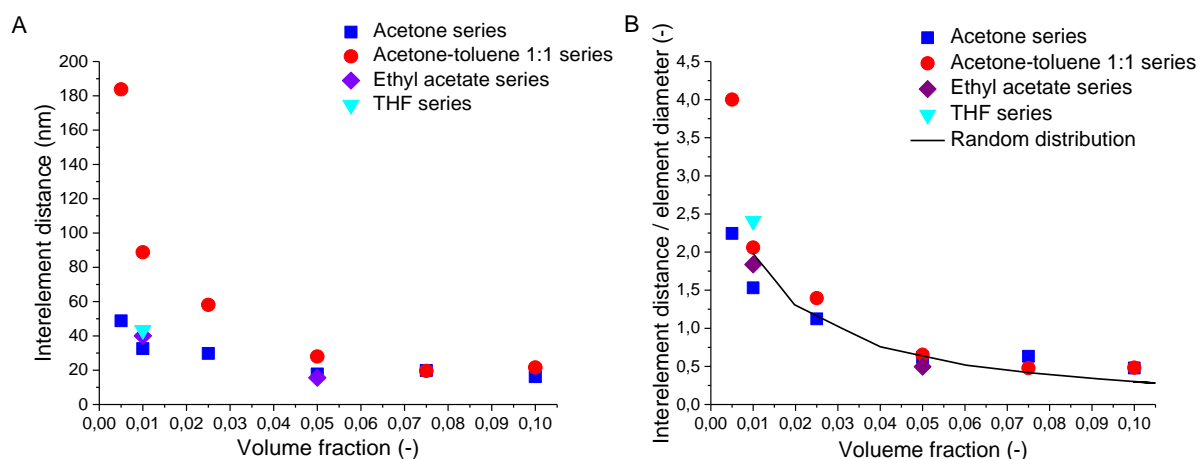 A
Acetone series
Acetone-toluene 1:1 series
Ethyl acetate series
THF series
200
180
160
140
120
100
80
60
40
20
0
Interelement distance (nm)
0,00 0,01 0,02 0,03 0,04 0,05 0,06 0,07 0,08 0,09 0,10
Volume fraction (-)
B
Acetone series
Acetone-toluene 1:1 series
Ethyl acetate series
THF series
Random distribution
4,5
4,0
3,5
3,0
2,5
2,0
1,5
1,0
0,5
0,0
Interelement distance / element diameter (-)
0,00 0,01 0,02 0,03 0,04 0,05 0,06 0,07 0,08 0,09 0,10
Volueme fraction (-)